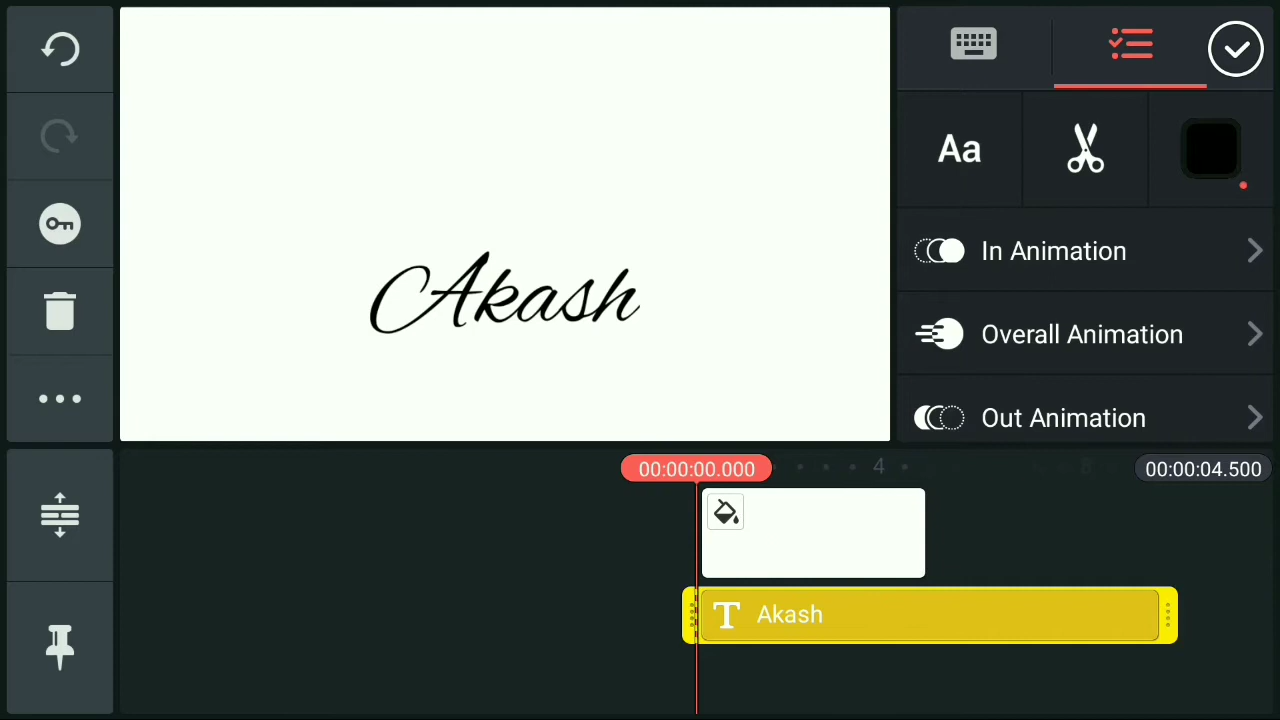 Akash
Aa
In Animation
Overall Animation
Out Animation
00:00:00.000
4
00:00:04.500
T Akash